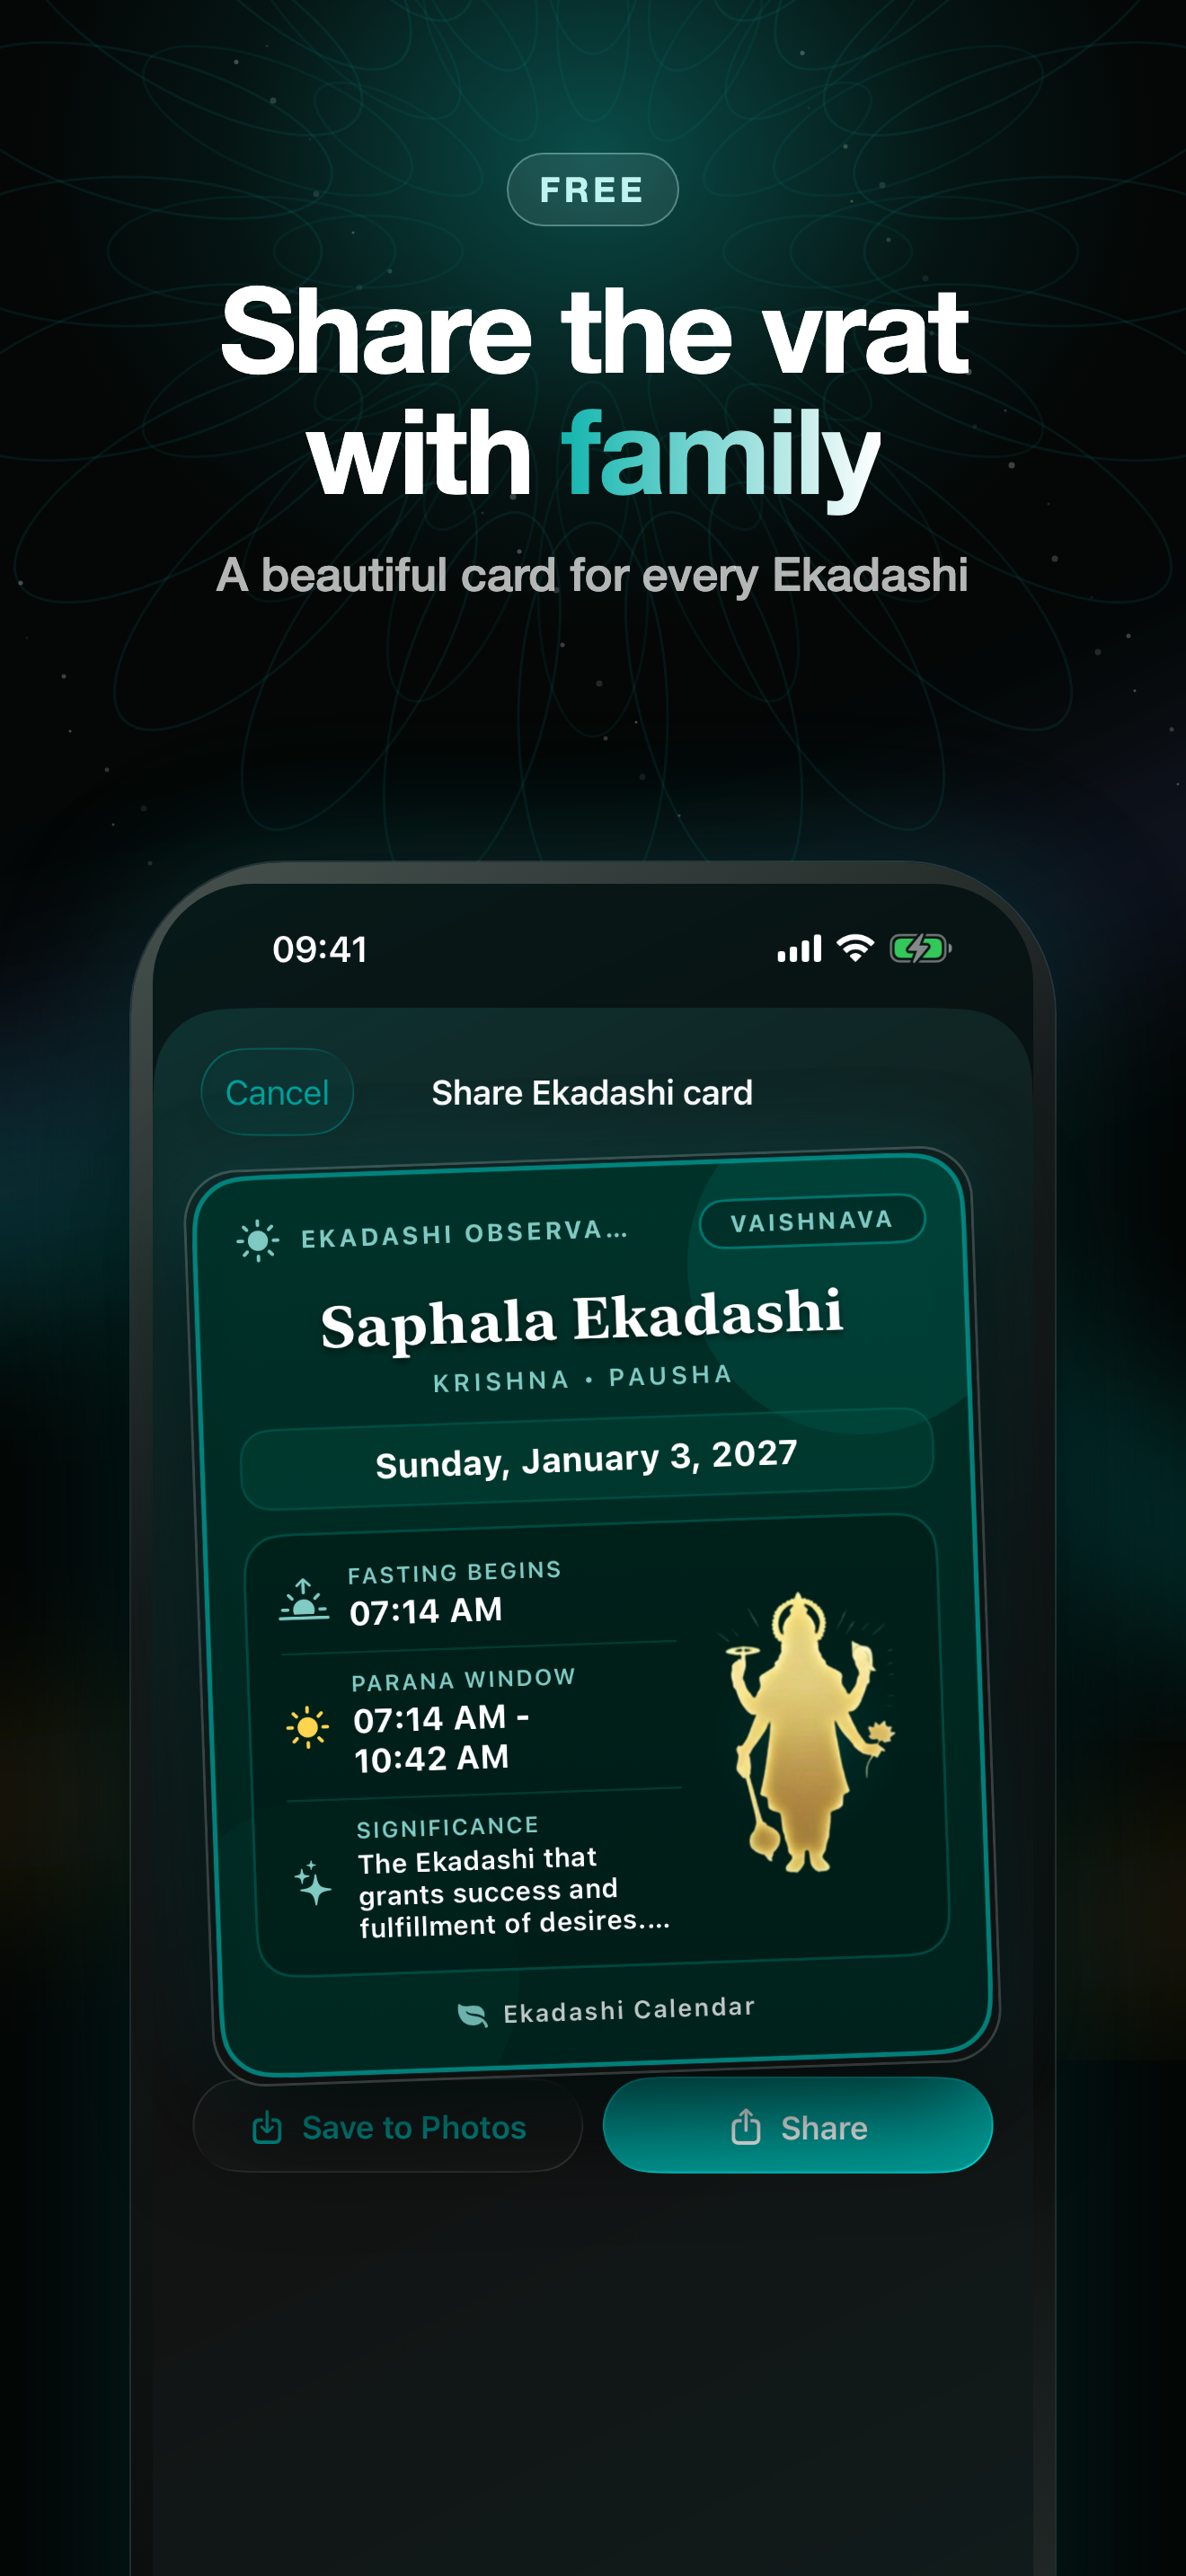 FREE
Share the vrat
with family
A beautiful card for every Ekadashi
09:41
Cancel
Share Ekadashi card
EKADASHI OBSERVA...
VAISHNAVA
Saphala Ekadashi
KRISHNA • PAUSHA
Sunday, January 3, 2027
FASTING BEGINS
07:14 AM
PARANA WINDOW
07:14 AM -
10:42 AM
SIGNIFICANCE
The Ekadashi that
grants success and
fulfillment of desires....
Ekadashi Calendar
Save to Photos
Share